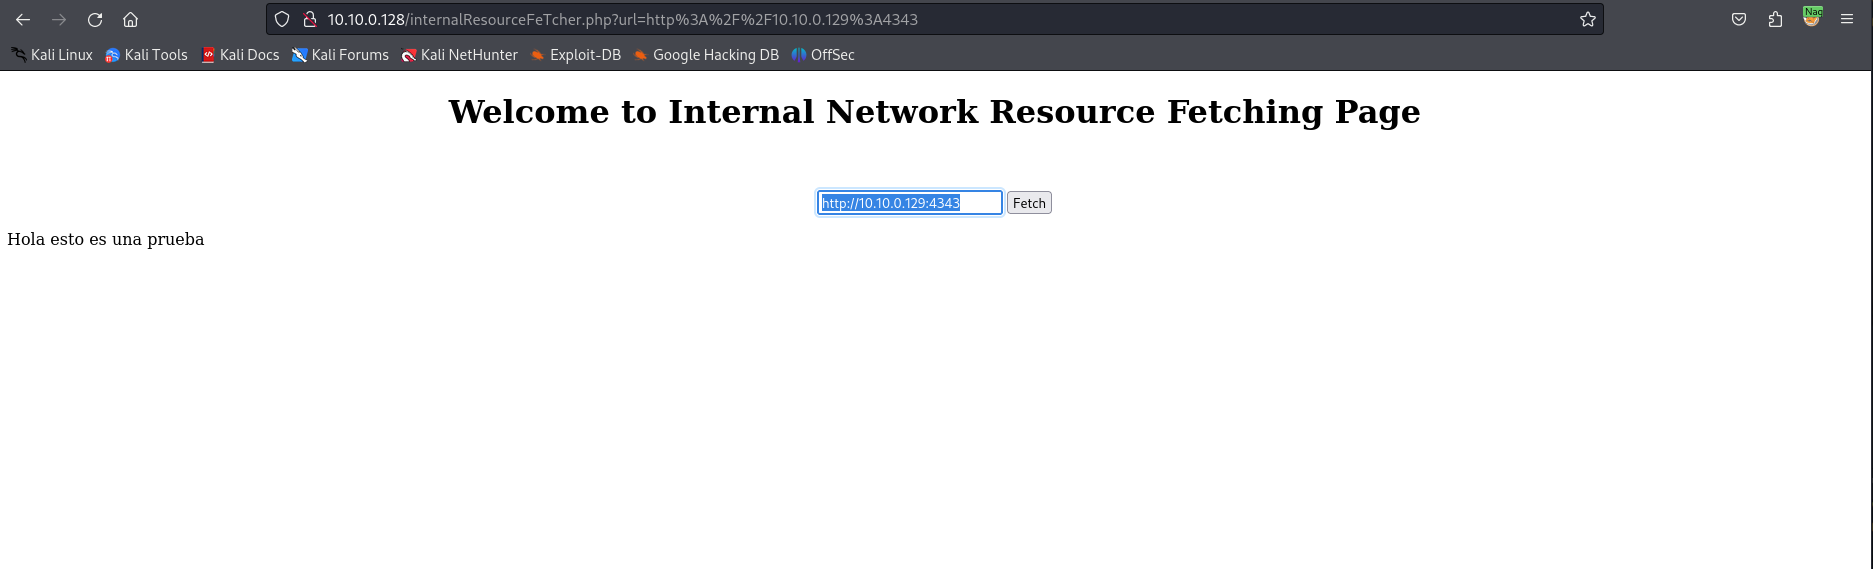 10.10.0.128/internalResourceFeTcher.php?url=http%3A%2F%2F10.10.0.129%3A4343
Nac
Kali Linux Kali Tools Kali Docs Kali Forums Kali NetHunter Exploit-DB Google Hacking DB OffSec
Welcome to Internal Network Resource Fetching Page
http://10.10.0.129:4343 Fetch
Hola esto es una prueba